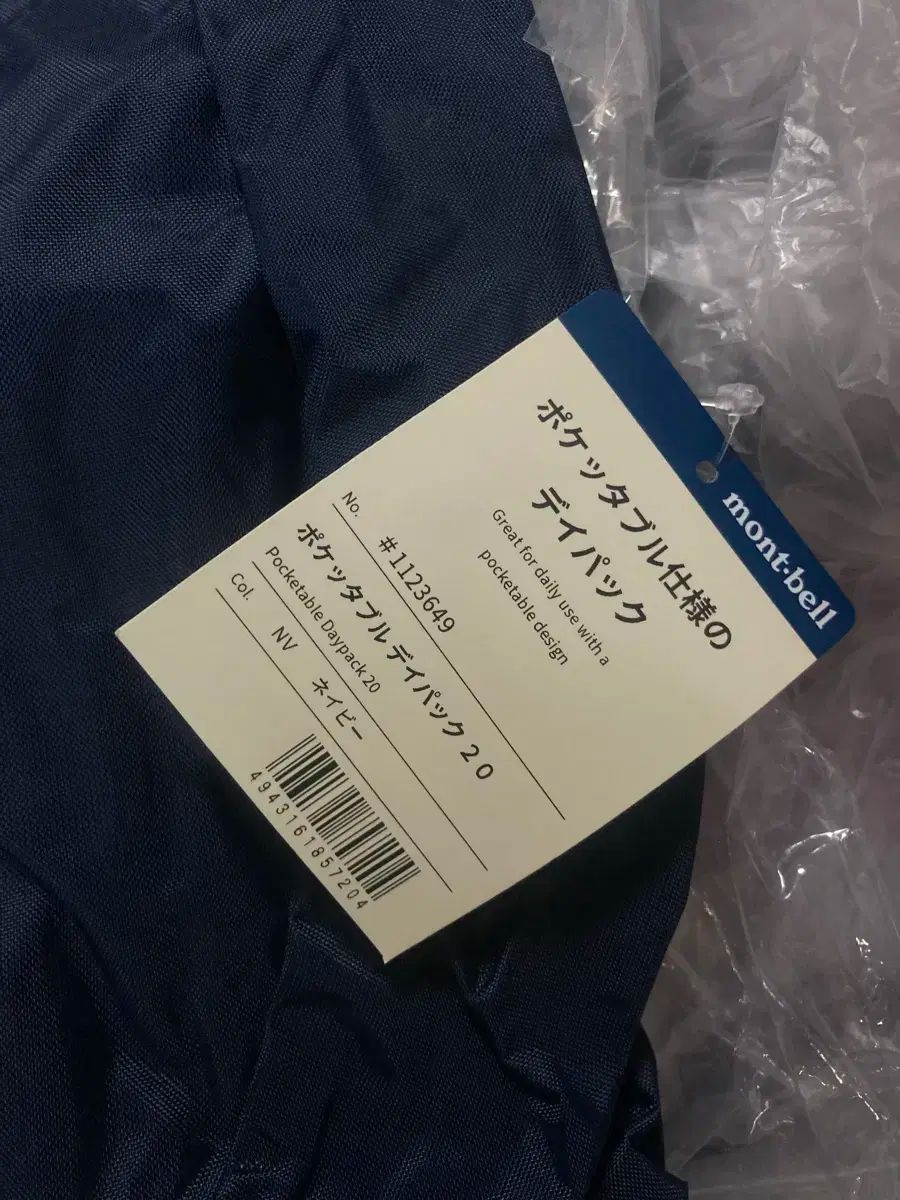 mont·bell
ポケッタブル仕様の
デイパック
Great for daily use with a
pocketable design
No.
#1123649
ポケッタブル デイパック 20
Pocketable Daypack 20
Col.
NV ネイビー
4943161857204